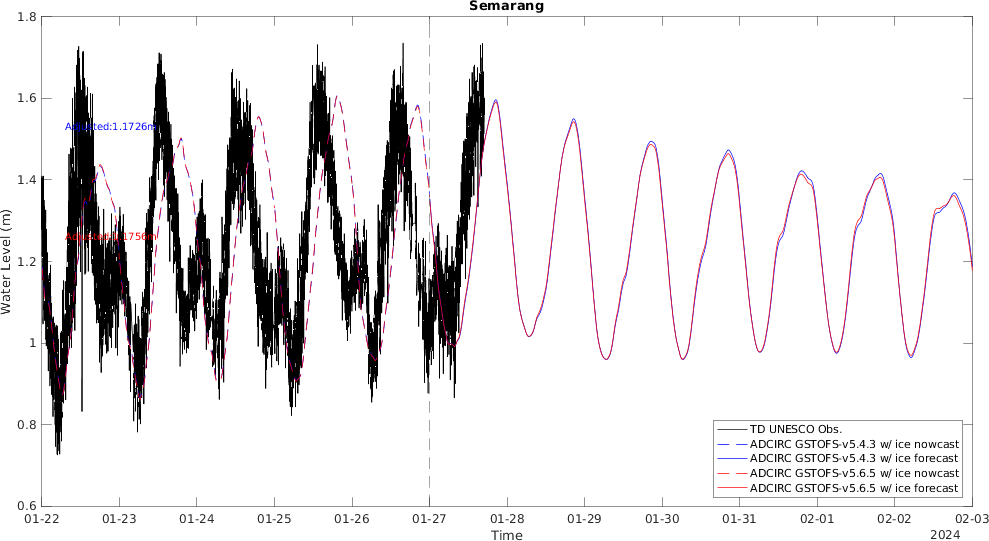 Semarang
1.8
1.6
1.4
1.2
1
0.8
0.6
Water Level (m)
Adjusted:1.1726m
01-22
01-23
01-24
01-25
01-26
01-27
01-28
01-29
01-30
01-31
02-01
02-02
02-03
Time
2024
TD UNESCO Obs.
ADCIRC GSTOFS-v5.4.3 w/ ice nowcast
ADCIRC GSTOFS-v5.4.3 w/ ice forecast
ADCIRC GSTOFS-v5.6.5 w/ ice nowcast
ADCIRC GSTOFS-v5.6.5 w/ ice forecast